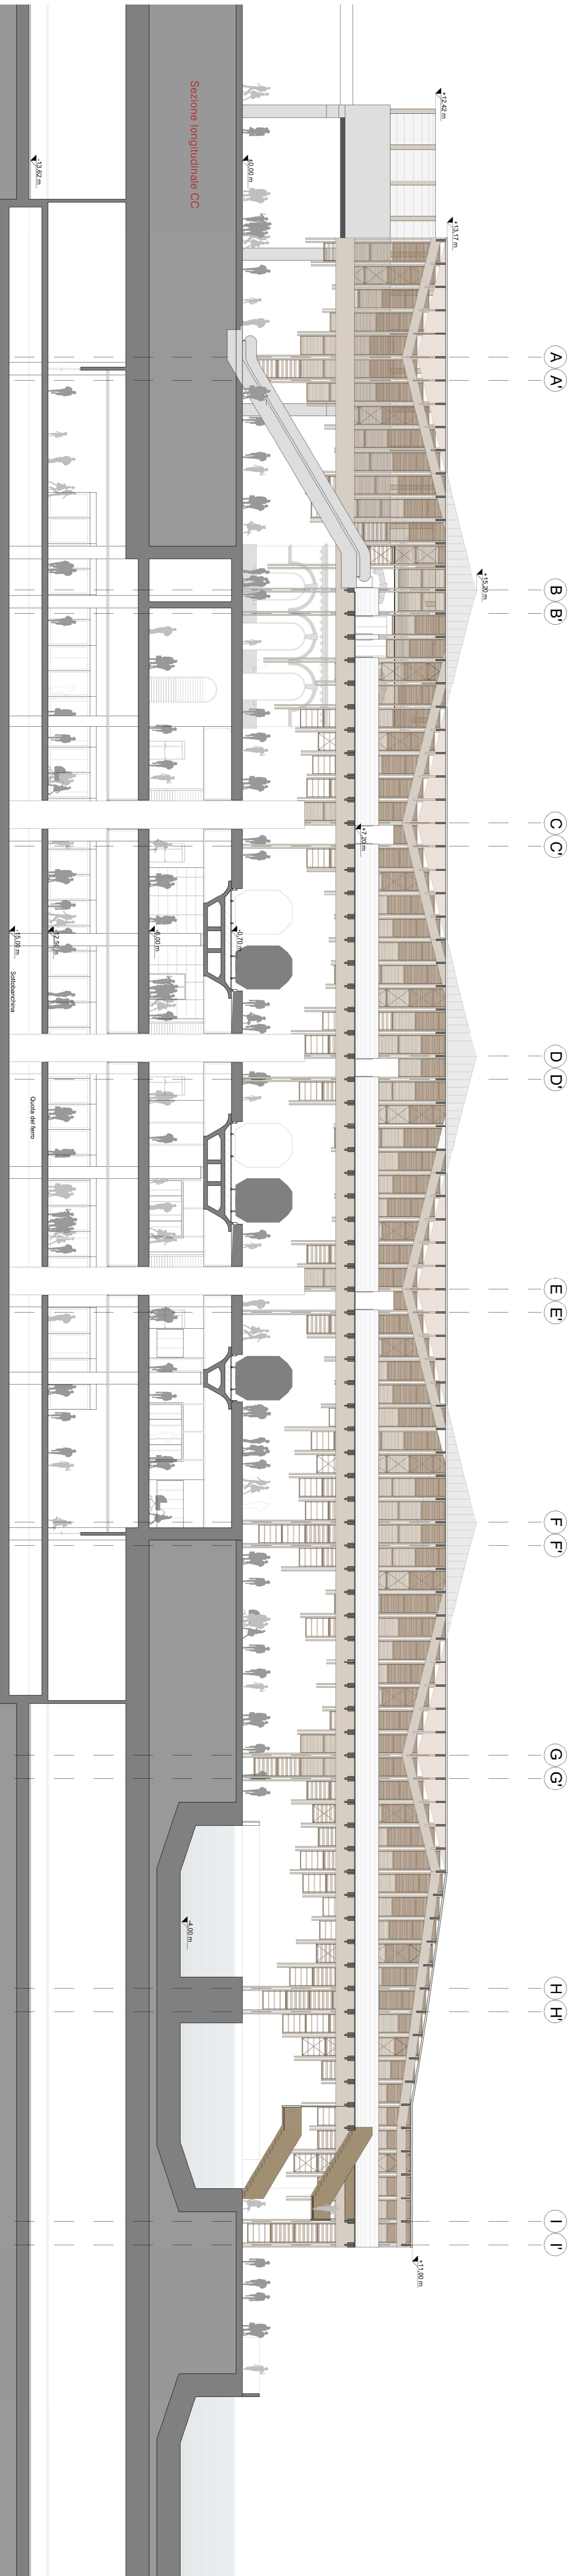 A A' B B' C C' D D' E E' F F' G G' H H' I I'
+15,20 m
+13,17 m
+12,42 m
+11,00 m
+7,20 m
±0,00 m
-0,70 m
Sezione longitudinale CC
-4,00 m
-6,00 m
-12,50 m
-13,62 m
Quota del ferro
-15,00 m
Sottobanchina